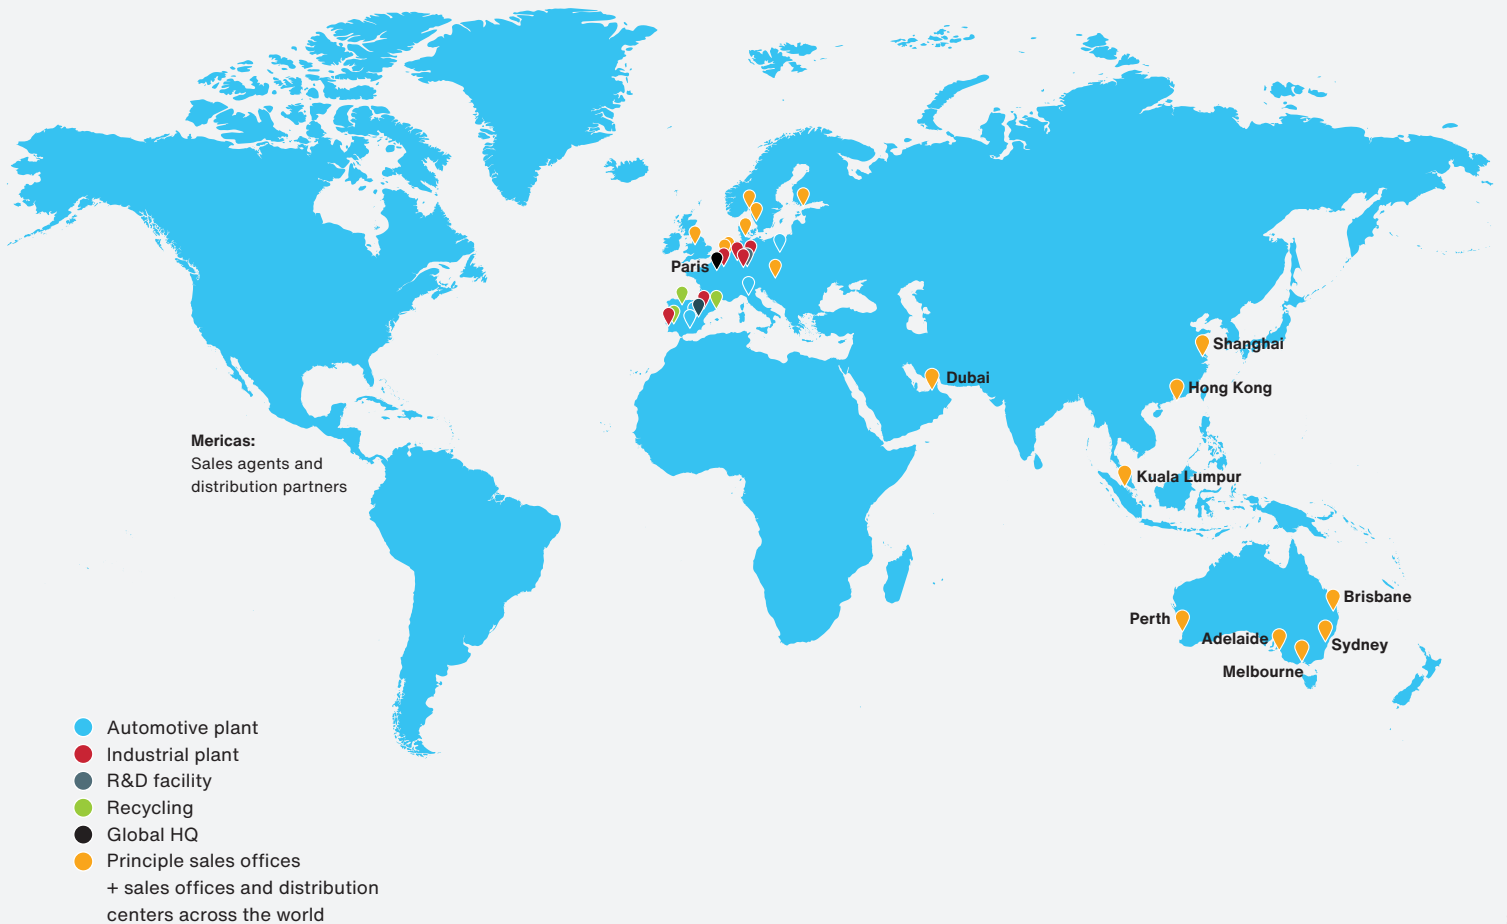 Paris
Shanghai
Dubai
Hong Kong
Mericas:
Sales agents and
distribution partners
Kuala Lumpur
Brisbane
Perth
Adelaide
Sydney
Melbourne
Automotive plant
Industrial plant
R&D facility
Recycling
Global HQ
Principle sales offices
+ sales offices and distribution
centers across the world